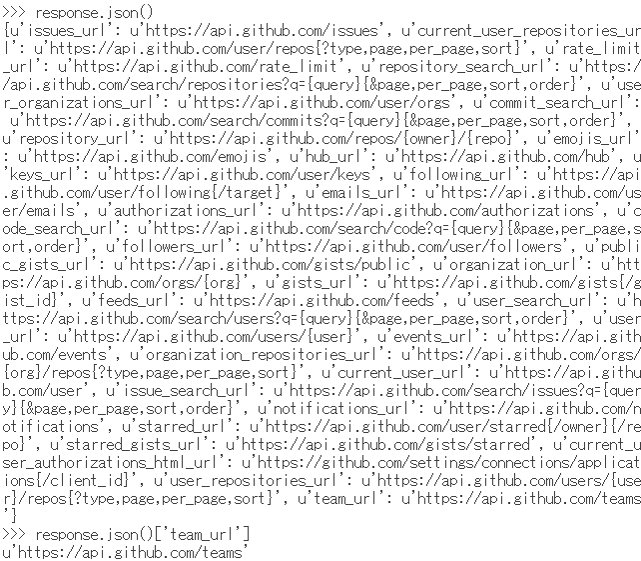 >>> response.json()
{u'issues_url': u'https://api.github.com/issues', u'current_user_repositories_ur
l': u'https://api.github.com/user/repos{?type,page,per_page,sort}', u'rate_limit
_url': u'https://api.github.com/rate_limit', u'repository_search_url': u'https:/
/api.github.com/search/repositories?q={query}{&page,per_page,sort,order}', u'use
r_organizations_url': u'https://api.github.com/user/orgs', u'commit_search_url':
 u'https://api.github.com/search/commits?q={query}{&page,per_page,sort,order}',
u'repository_url': u'https://api.github.com/repos/{owner}/{repo}', u'emojis_url'
: u'https://api.github.com/emojis', u'hub_url': u'https://api.github.com/hub', u
'keys_url': u'https://api.github.com/user/keys', u'following_url': u'https://api
.github.com/user/following{/target}', u'emails_url': u'https://api.github.com/us
er/emails', u'authorizations_url': u'https://api.github.com/authorizations', u'c
ode_search_url': u'https://api.github.com/search/code?q={query}{&page,per_page,s
ort,order}', u'followers_url': u'https://api.github.com/user/followers', u'publi
c_gists_url': u'https://api.github.com/gists/public', u'organization_url': u'htt
ps://api.github.com/orgs/{org}', u'gists_url': u'https://api.github.com/gists{/g
ist_id}', u'feeds_url': u'https://api.github.com/feeds', u'user_search_url': u'h
ttps://api.github.com/search/users?q={query}{&page,per_page,sort,order}', u'user
_url': u'https://api.github.com/users/{user}', u'events_url': u'https://api.gith
ub.com/events', u'organization_repositories_url': u'https://api.github.com/orgs/
{org}/repos{?type,page,per_page,sort}', u'current_user_url': u'https://api.githu
b.com/user', u'issue_search_url': u'https://api.github.com/search/issues?q={quer
y}{&page,per_page,sort,order}', u'notifications_url': u'https://api.github.com/n
otifications', u'starred_url': u'https://api.github.com/user/starred{/owner}{/re
po}', u'starred_gists_url': u'https://api.github.com/gists/starred', u'current_u
ser_authorizations_html_url': u'https://github.com/settings/connections/applicat
ions{/client_id}', u'user_repositories_url': u'https://api.github.com/users/{use
r}/repos{?type,page,per_page,sort}', u'team_url': u'https://api.github.com/teams
'}
>>> response.json()['team_url']
u'https://api.github.com/teams'